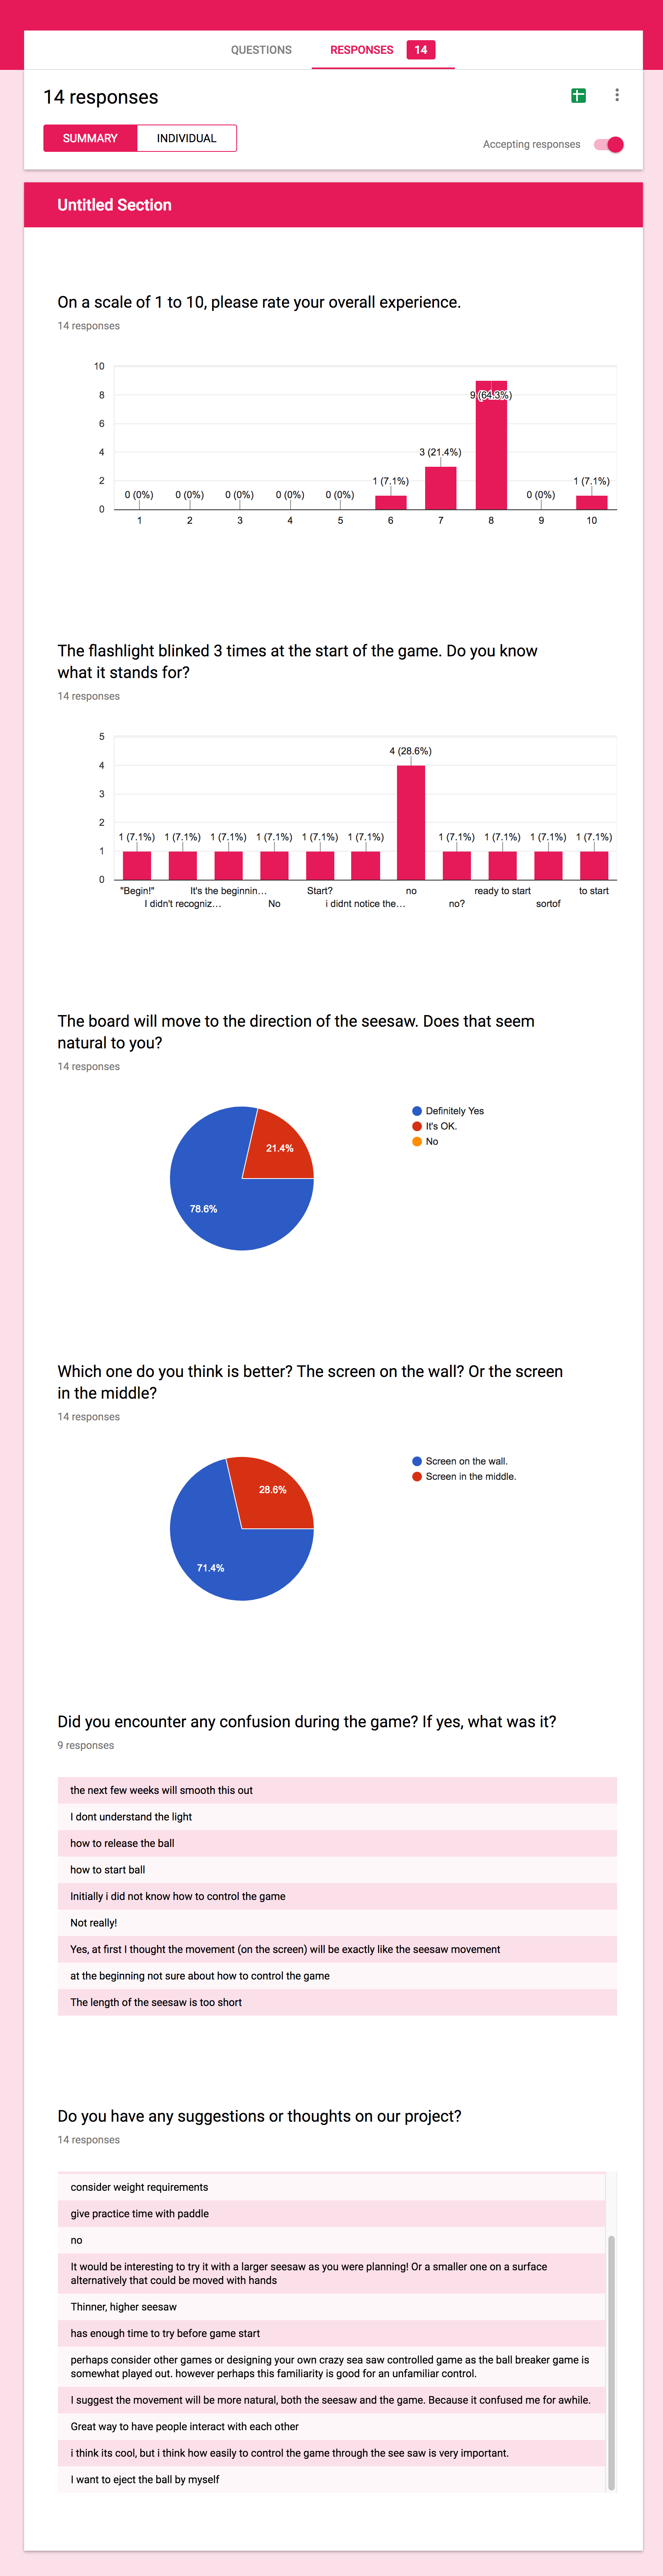 QUESTIONS
RESPONSES
14
14 responses
SUMMARY
INDIVIDUAL
Accepting responses
Untitled Section
On a scale of 1 to 10, please rate your overall experience.
14 responses
10
8
6
4
2
0
0 (0%)
0 (0%)
0 (0%)
0 (0%)
0 (0%)
1 (7.1%)
3 (21.4%)
9 (64.3%)
0 (0%)
1 (7.1%)
1
2
3
4
5
6
7
8
9
10
The flashlight blinked 3 times at the start of the game. Do you know
what it stands for?
14 responses
5
4
3
2
1
0
1 (7.1%)
1 (7.1%)
1 (7.1%)
1 (7.1%)
1 (7.1%)
1 (7.1%)
4 (28.6%)
1 (7.1%)
1 (7.1%)
1 (7.1%)
1 (7.1%)
"Begin!"
I didn't recogniz…
It's the beginnin…
No
Start?
i didnt notice the…
no
no?
ready to start
sortof
to start
The board will move to the direction of the seesaw. Does that seem
natural to you?
14 responses
21.4%
78.6%
Definitely Yes
It's OK.
No
Which one do you think is better? The screen on the wall? Or the screen
in the middle?
14 responses
28.6%
71.4%
Screen on the wall.
Screen in the middle.
Did you encounter any confusion during the game? If yes, what was it?
9 responses
the next few weeks will smooth this out
I dont understand the light
how to release the ball
how to start ball
Initially i did not know how to control the game
Not really!
Yes, at first I thought the movement (on the screen) will be exactly like the seesaw movement
at the beginning not sure about how to control the game
The length of the seesaw is too short
Do you have any suggestions or thoughts on our project?
14 responses
consider weight requirements
give practice time with paddle
no
It would be interesting to try it with a larger seesaw as you were planning! Or a smaller one on a surface
alternatively that could be moved with hands
Thinner, higher seesaw
has enough time to try before game start
perhaps consider other games or designing your own crazy sea saw controlled game as the ball breaker game is
somewhat played out. however perhaps this familiarity is good for an unfamiliar control.
I suggest the movement will be more natural, both the seesaw and the game. Because it confused me for awhile.
Great way to have people interact with each other
i think its cool, but i think how easily to control the game through the see saw is very important.
I want to eject the ball by myself